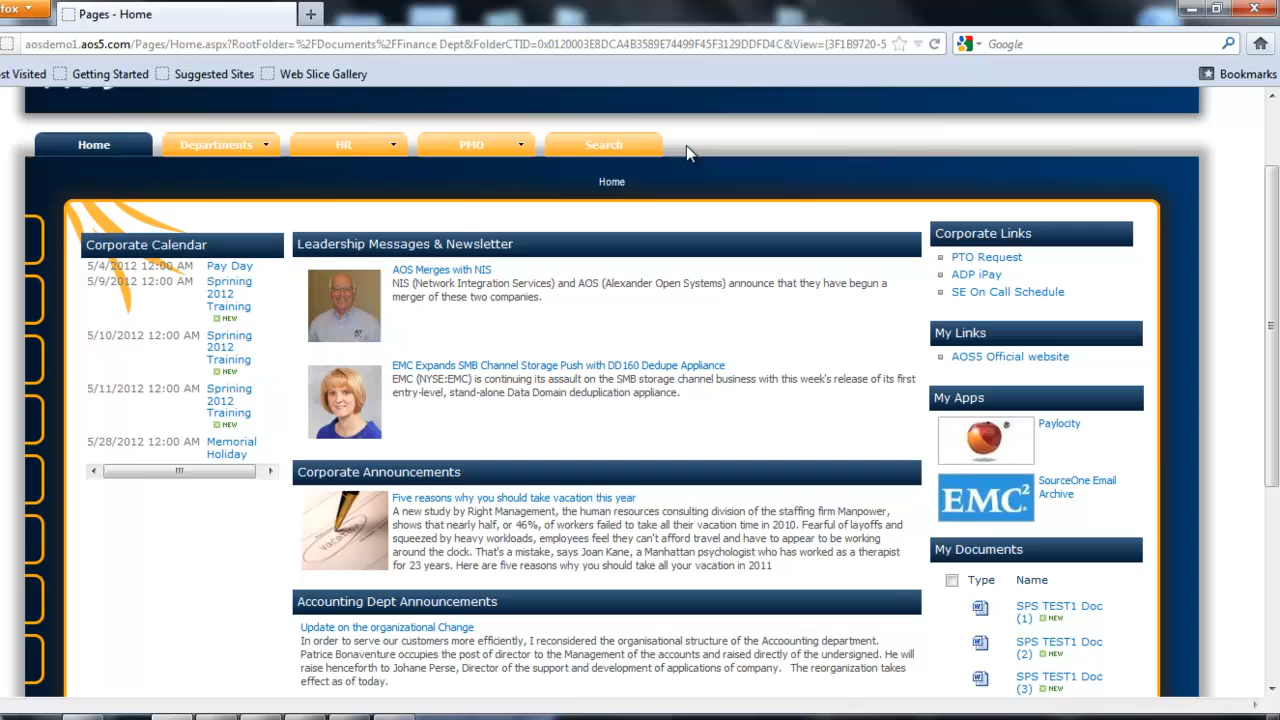 fox
Pages - Home
aosdemo1.aos5.com/Pages/Home.aspx?RootFolder=%2FDocuments%2FFinance Dept&FolderCTID=0x0120003E8DCA4B3589E74499F45F3129DDFD4C&View={3F1B9720-5
Google
st Visited Getting Started Suggested Sites Web Slice Gallery Bookmarks
Home Departments HR PMO Search
Home
Corporate Calendar
5/4/2012 12:00 AM Pay Day
5/9/2012 12:00 AM Sprining
2012
Training
NEW
5/10/2012 12:00 AM Sprining
2012
Training
NEW
5/11/2012 12:00 AM Sprining
2012
Training
NEW
5/28/2012 12:00 AM Memorial
Holiday
Leadership Messages & Newsletter
AOS Merges with NIS
NIS (Network Integration Services) and AOS (Alexander Open Systems) announce that they have begun a
merger of these two companies.
EMC Expands SMB Channel Storage Push with DD160 Dedupe Appliance
EMC (NYSE:EMC) is continuing its assault on the SMB storage channel business with this week's release of its first
entry-level, stand-alone Data Domain deduplication appliance.
Corporate Announcements
Five reasons why you should take vacation this year
A new study by Right Management, the human resources consulting division of the staffing firm Manpower,
shows that nearly half, or 46%, of workers failed to take all their vacation time in 2010. Fearful of layoffs and
squeezed by heavy workloads, employees feel they can't afford travel and have to appear to be working
around the clock. That's a mistake, says Joan Kane, a Manhattan psychologist who has worked as a therapist
for 23 years. Here are five reasons why you should take all your vacation in 2011
Accounting Dept Announcements
Update on the organizational Change
In order to serve our customers more efficiently, I reconsidered the organisational structure of the Accoounting department.
Patrice Bonaventure occupies the post of director to the Management of the accounts and raised directly of the undersigned. He will
raise henceforth to Johane Perse, Director of the support and development of applications of company. The reorganization takes
effect as of today.
Corporate Links
PTO Request
ADP iPay
SE On Call Schedule
My Links
AOS5 Official website
My Apps
Paylocity
EMC²
SourceOne Email
Archive
My Documents
Type Name
SPS TEST1 Doc
(1) NEW
SPS TEST1 Doc
(2) NEW
SPS TEST1 Doc
(3) NEW